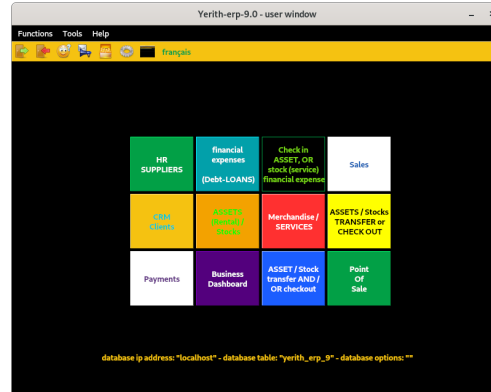 Yerith-erp-9.0 - user window
Functions Tools Help
français
HR
SUPPLIERS
financial
expenses
(Debt-LOANS)
Check in
ASSET, OR
stock (service)
financial expense
Sales
CRM
Clients
ASSETS
Stocks
Merchandise /
SERVICES
ASSETS / Stocks
TRANSFER or
CHECK OUT
Payments
Business
Dashboard
ASSET / Stock
transfer AND /
OR checkout
Point
Of
Sale
database ip address: "localhost" - database table: "yerith_erp_9" - database options: ""